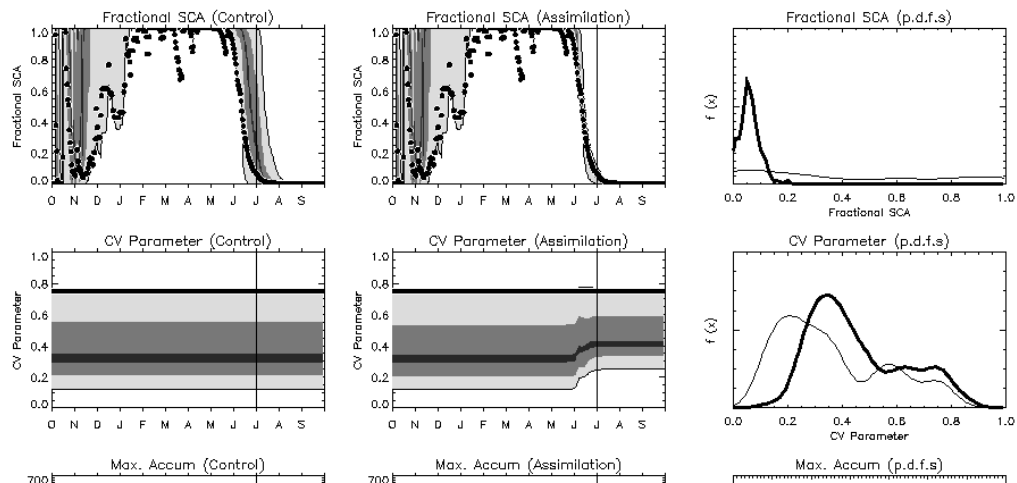 Fractional SCA (Control)
Fractional SCA (Assimilation)
Fractional SCA (p.d.f.s)
Fractional SCA
1.0
0.8
0.6
0.4
0.2
0.0
O N D J F M A M J J A S
Fractional SCA
1.0
0.8
0.6
0.4
0.2
0.0
O N D J F M A M J J A S
f (x)
0.0 0.2 0.4 0.6 0.8 1.0
Fractional SCA
CV Parameter (Control)
CV Parameter (Assimilation)
CV Parameter (p.d.f.s)
CV Parameter
1.0
0.8
0.6
0.4
0.2
0.0
O N D J F M A M J J A S
CV Parameter
1.0
0.8
0.6
0.4
0.2
0.0
O N D J F M A M J J A S
f (x)
0.0 0.2 0.4 0.6 0.8 1.0
CV Parameter
Max. Accum (Control)
Max. Accum (Assimilation)
Max. Accum (p.d.f.s)
700
700